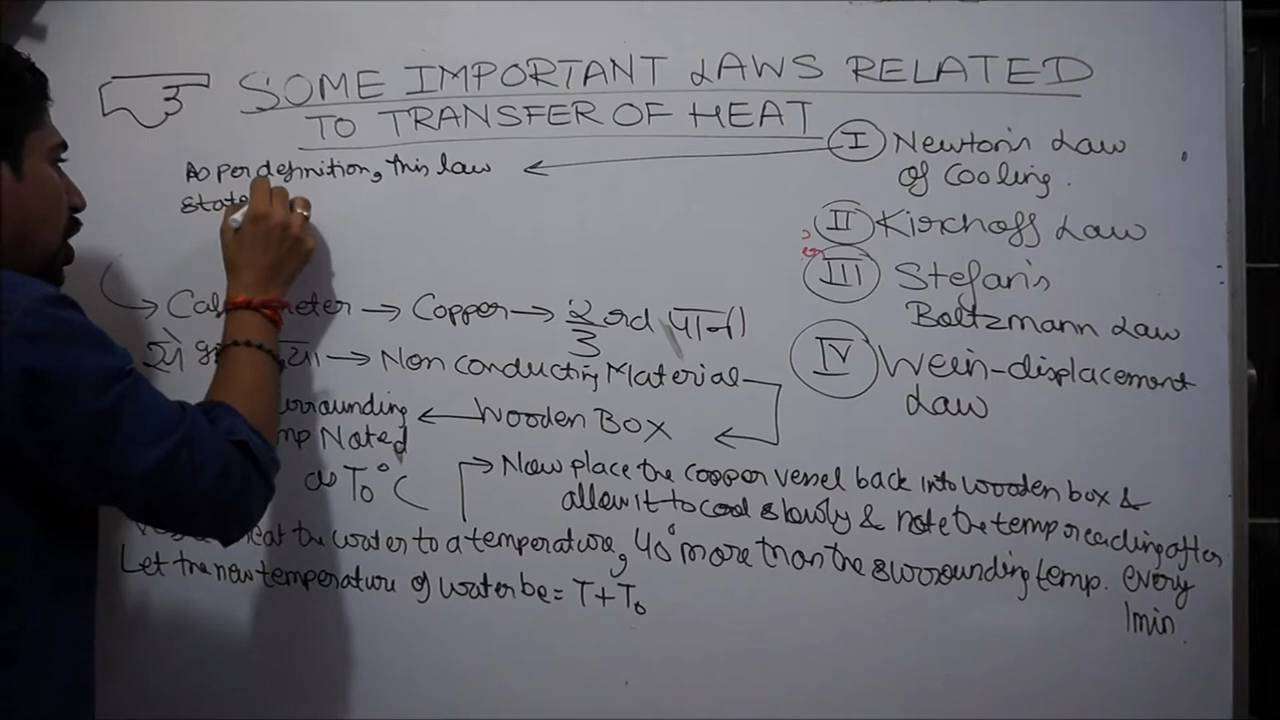 SOME IMPORTANT LAWS RELATED
TO TRANSFER OF HEAT
I Newton's Law
of Cooling.
II Kirchoff Law
III Stefan's
Boltzmann Law
IV Wein-displacement
Law
As per definition, this law
State
→ → Copper → 2/3 rd पानी
→ Non conducting Material
Wooden Box
Noted
as T₀°C
→ Now place the copper vessel back into wooden box &
allow it to cool slowly & note the temp reading after
every
1min.
the water to a temperature, 40° more than the surrounding temp.
Let the new temperature of water be = T+T₀